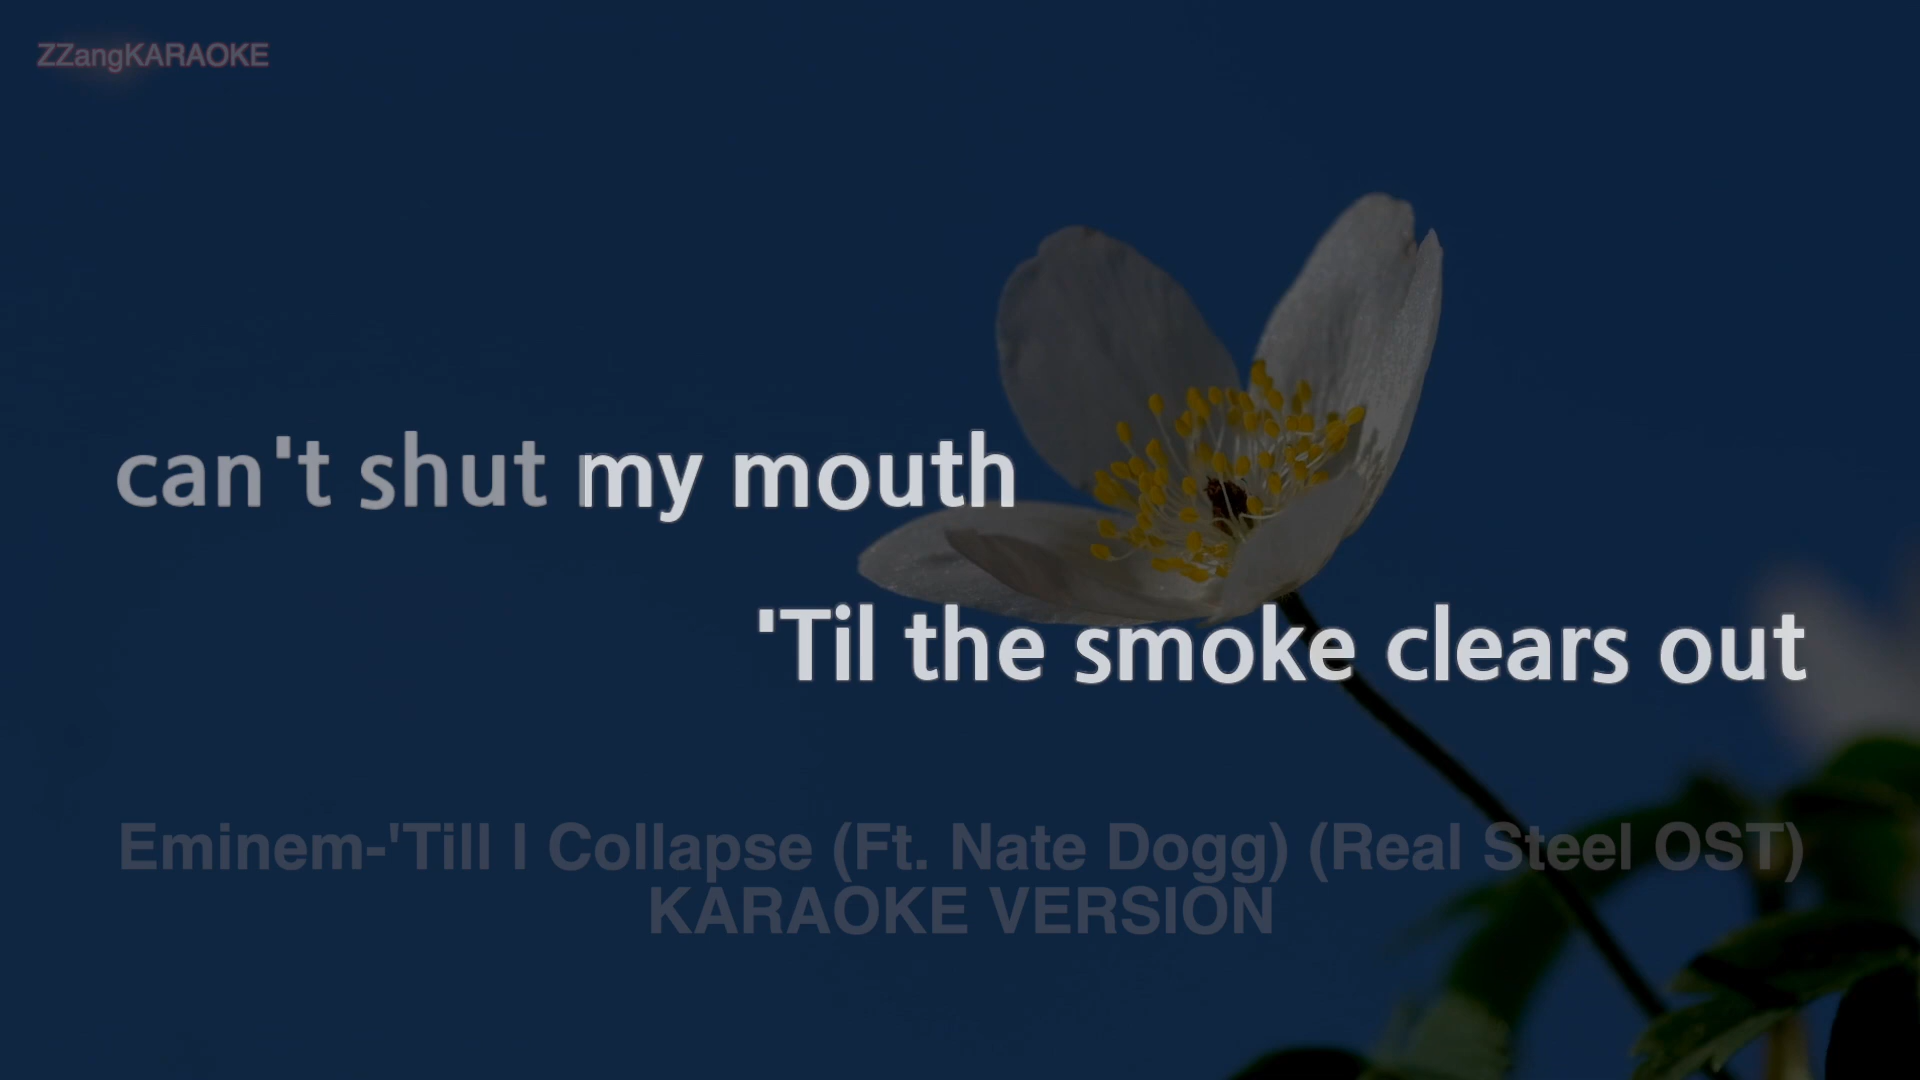 ZZangKARAOKE
can't shut my mouth
'Til the smoke clears out
Eminem-'Till I Collapse (Ft. Nate Dogg) (Real Steel OST)
KARAOKE VERSION